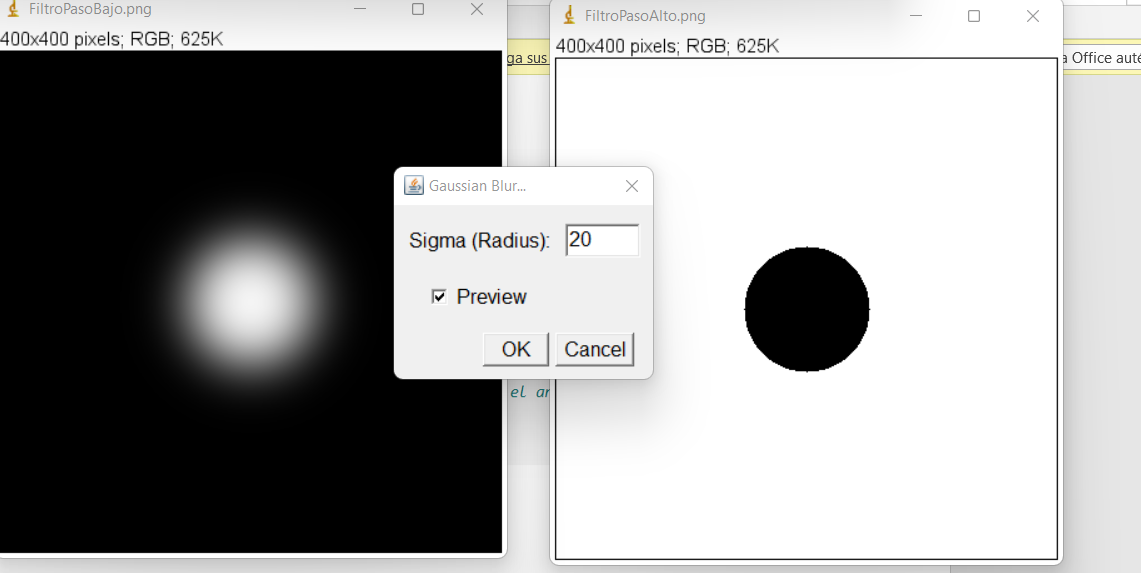 FiltroPasoBajo.png
400x400 pixels; RGB; 625K
FiltroPasoAlto.png
400x400 pixels; RGB; 625K
ga sus
a Office auté
Gaussian Blur...
Sigma (Radius): 20
Preview
OK Cancel
el ar